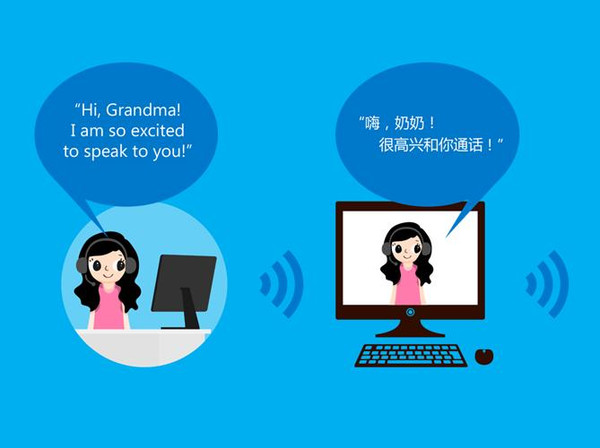 “Hi, Grandma!
I am so excited
to speak to you!”
“嗨，奶奶！
很高兴和你通话！”